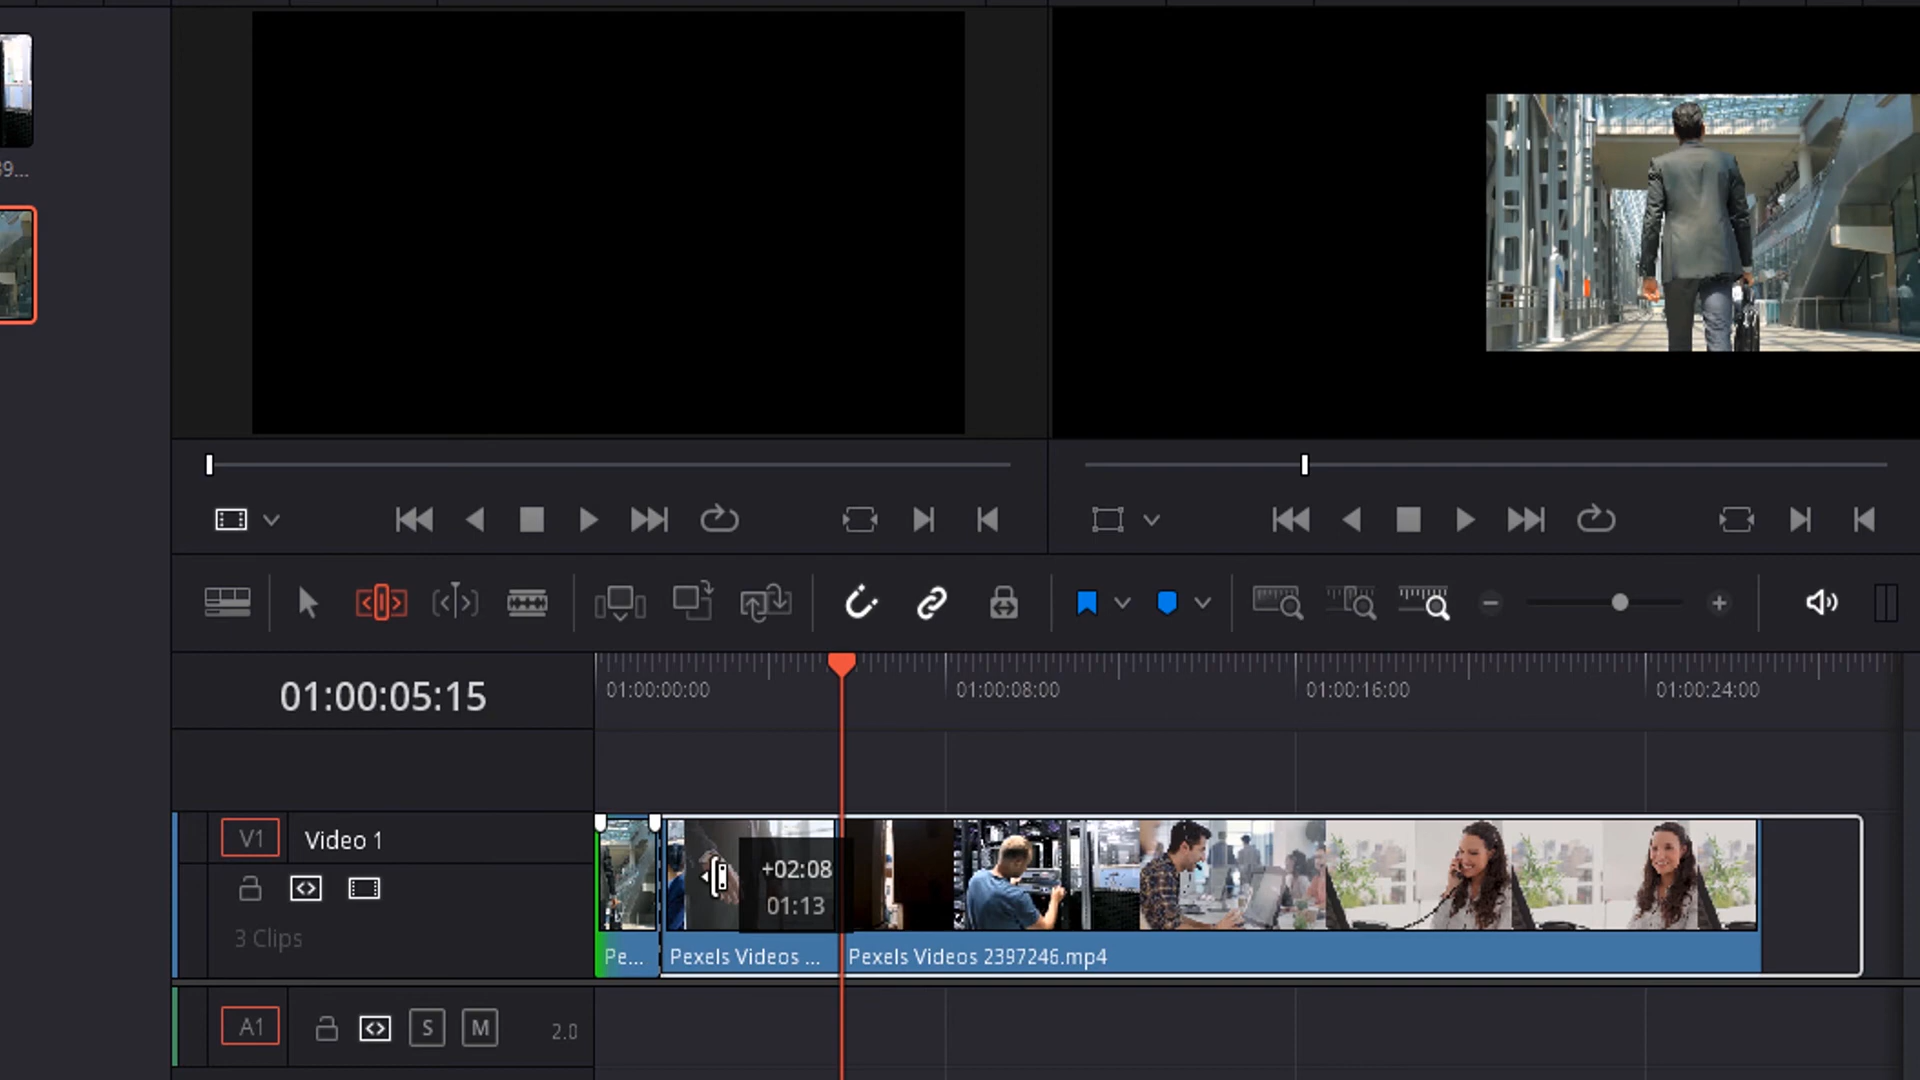 39...
01:00:05:15
01:00:00:00
01:00:08:00
01:00:16:00
01:00:24:00
V1
Video 1
3 Clips
+02:08
01:13
Pe...
Pexels Videos ...
Pexels Videos 2397246.mp4
A1
S
M
2.0